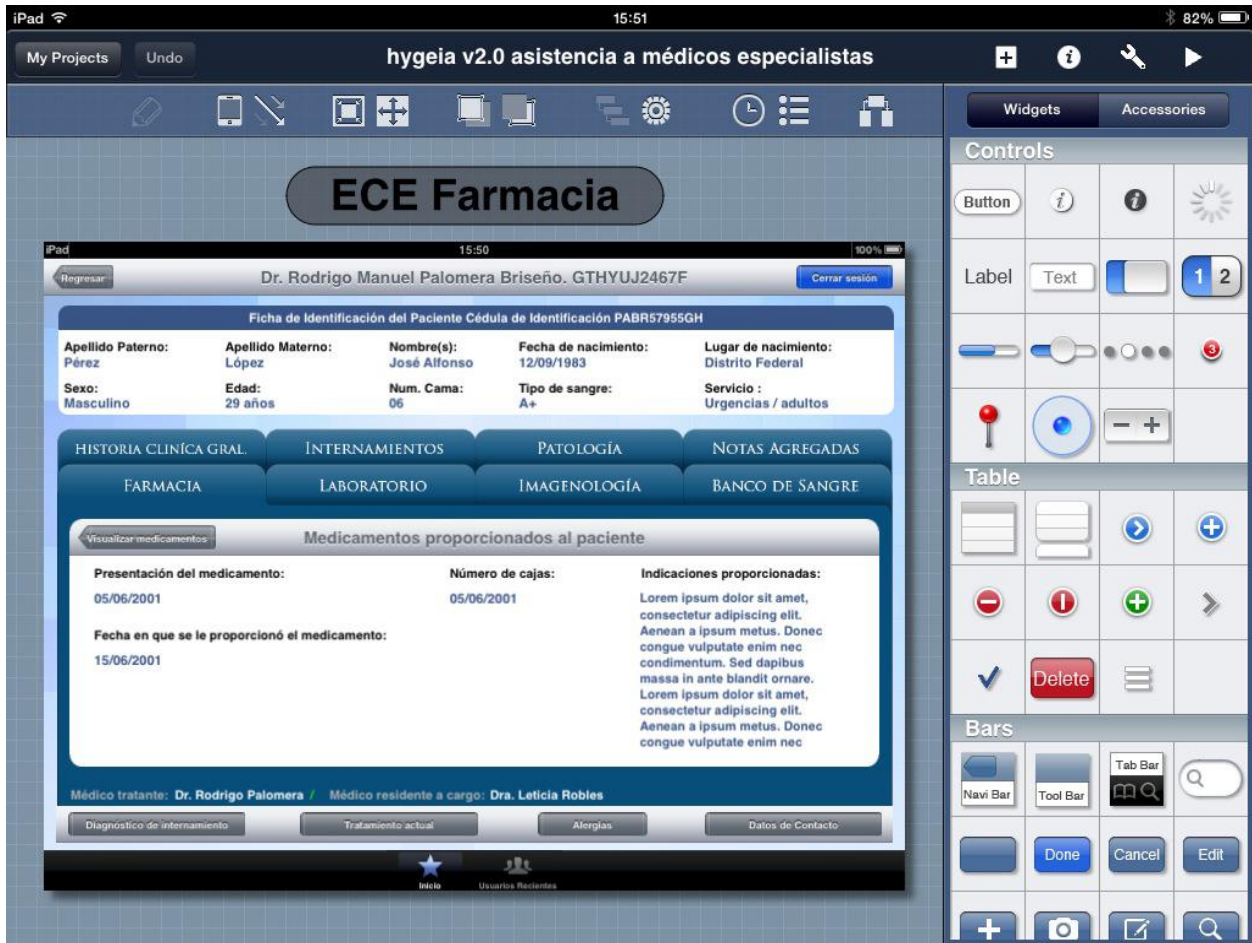 iPad 15:51 82%
My Projects Undo hygeia v2.0 asistencia a médicos especialistas
Widgets Accessories
Controls
Button
Label Text 1 2
3
Table
Delete
Bars
Navi Bar Tool Bar Tab Bar
Done Cancel Edit
ECE Farmacia
iPad 15:50 100%
Regresar Dr. Rodrigo Manuel Palomera Briseño. GTHYUJ2467F Cerrar sesión
Ficha de Identificación del Paciente Cédula de Identificación PABR57955GH
Apellido Paterno: Apellido Materno: Nombre(s): Fecha de nacimiento: Lugar de nacimiento:
Pérez López José Alfonso 12/09/1983 Distrito Federal
Sexo: Edad: Num. Cama: Tipo de sangre: Servicio :
Masculino 29 años 06 A+ Urgencias / adultos
Historia Cliníca Gral. Internamientos Patología Notas Agregadas
Farmacia Laboratorio Imagenología Banco de Sangre
Visualizar medicamentos Medicamentos proporcionados al paciente
Presentación del medicamento: Número de cajas: Indicaciones proporcionadas:
05/06/2001 05/06/2001
Fecha en que se le proporcionó el medicamento:
15/06/2001
Lorem ipsum dolor sit amet,
consectetur adipiscing elit.
Aenean a ipsum metus. Donec
congue vulputate enim nec
condimentum. Sed dapibus
massa in ante blandit ornare.
Lorem ipsum dolor sit amet,
consectetur adipiscing elit.
Aenean a ipsum metus. Donec
congue vulputate enim nec
Médico tratante: Dr. Rodrigo Palomera / Médico residente a cargo: Dra. Leticia Robles
Diagnóstico de internamiento Tratamiento actual Alergias Datos de Contacto
Inicio Usuarios Recientes